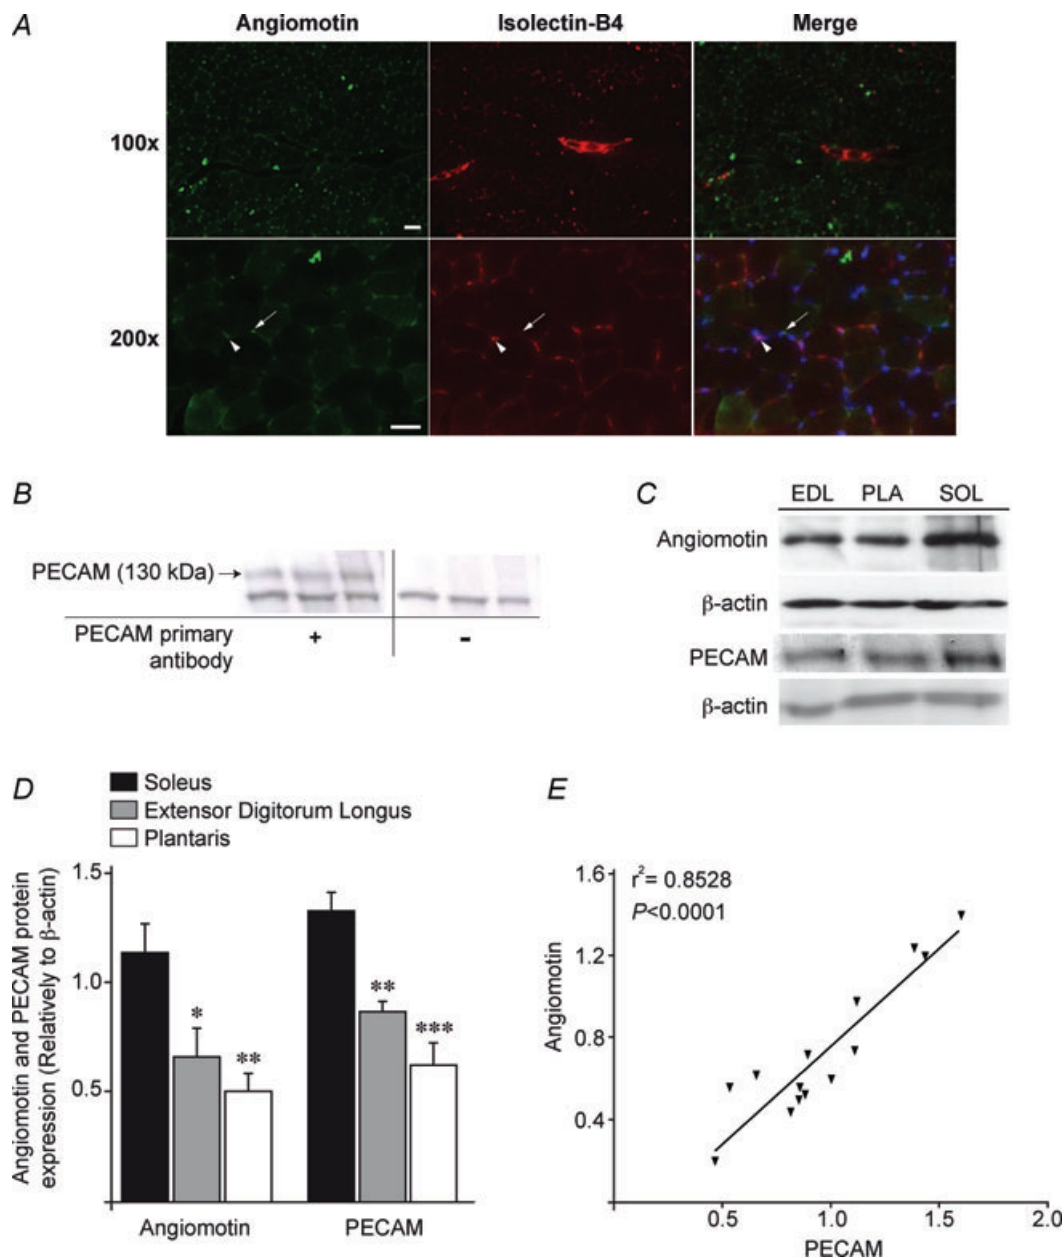 A
Angiomotin Isolectin-B4 Merge
100x
200x
B
PECAM (130 kDa)
PECAM primary + -
antibody
C
EDL PLA SOL
Angiomotin
β-actin
PECAM
β-actin
D
Soleus
Extensor Digitorum Longus
Plantaris
Angiomotin and PECAM protein
expression (Relatively to β-actin)
1.5
1.0
0.5
* ** ** ***
Angiomotin PECAM
E
r²= 0.8528
P<0.0001
Angiomotin
1.6
1.2
0.8
0.4
0.5 1.0 1.5 2.0
PECAM